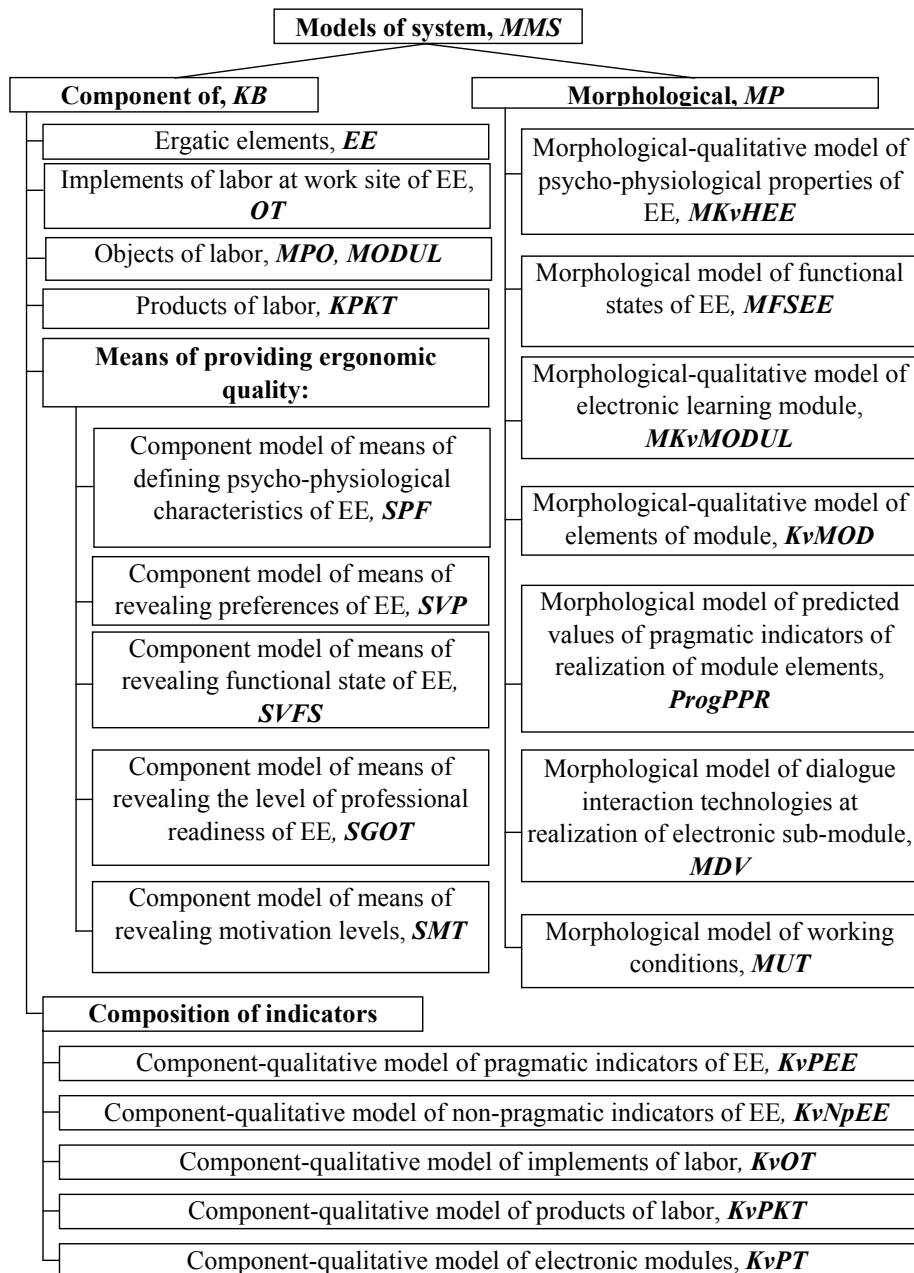 Models of system, MMS
Component of, KB
Ergatic elements, EE
Implements of labor at work site of EE,
OT
Objects of labor, MPO, MODUL
Products of labor, KPKT
Means of providing ergonomic
quality:
Component model of means of
defining psycho-physiological
characteristics of EE, SPF
Component model of means of
revealing preferences of EE, SVP
Component model of means of
revealing functional state of EE,
SVFS
Component model of means of
revealing the level of professional
readiness of EE, SGOT
Component model of means of
revealing motivation levels, SMT
Composition of indicators
Component-qualitative model of pragmatic indicators of EE, KvPEE
Component-qualitative model of non-pragmatic indicators of EE, KvNpEE
Component-qualitative model of implements of labor, KvOT
Component-qualitative model of products of labor, KvPKT
Component-qualitative model of electronic modules, KvPT
Morphological, MP
Morphological-qualitative model of
psycho-physiological properties of
EE, MKvHEE
Morphological model of functional
states of EE, MFSEE
Morphological-qualitative model of
electronic learning module,
MKvMODUL
Morphological-qualitative model of
elements of module, KvMOD
Morphological model of predicted
values of pragmatic indicators of
realization of module elements,
ProgPPR
Morphological model of dialogue
interaction technologies at
realization of electronic sub-module,
MDV
Morphological model of working
conditions, MUT